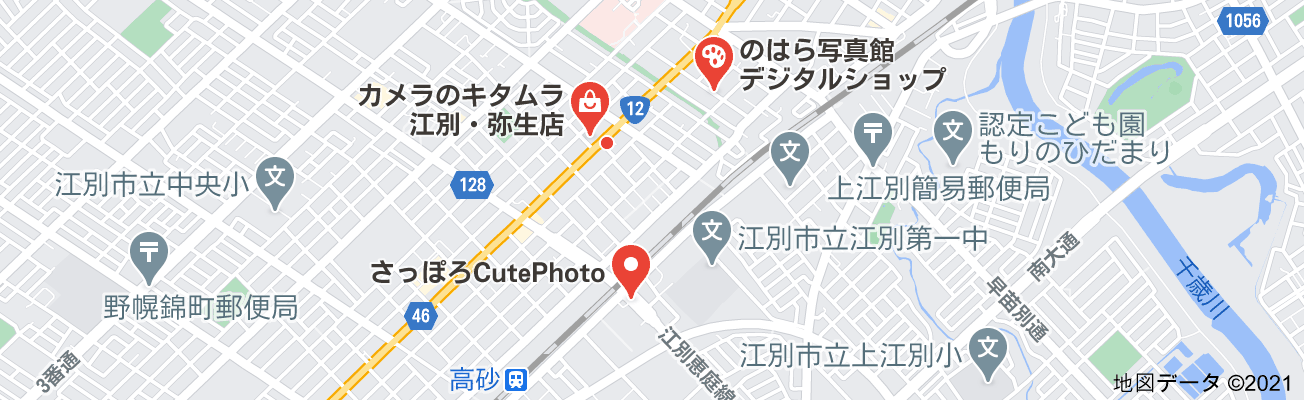 1056
のはら写真館
デジタルショップ
カメラのキタムラ
江別・弥生店
12
認定こども園
もりのひだまり
文
文
〒
江別市立中央小
文
128
上江別簡易郵便局
文
江別市立江別第一中
〒
野幌錦町郵便局
さっぽろCutePhoto
南大通
千歳川
早苗別通
46
江別恵庭線
江別市立上江別小
文
3番通
高砂
地図データ ©2021